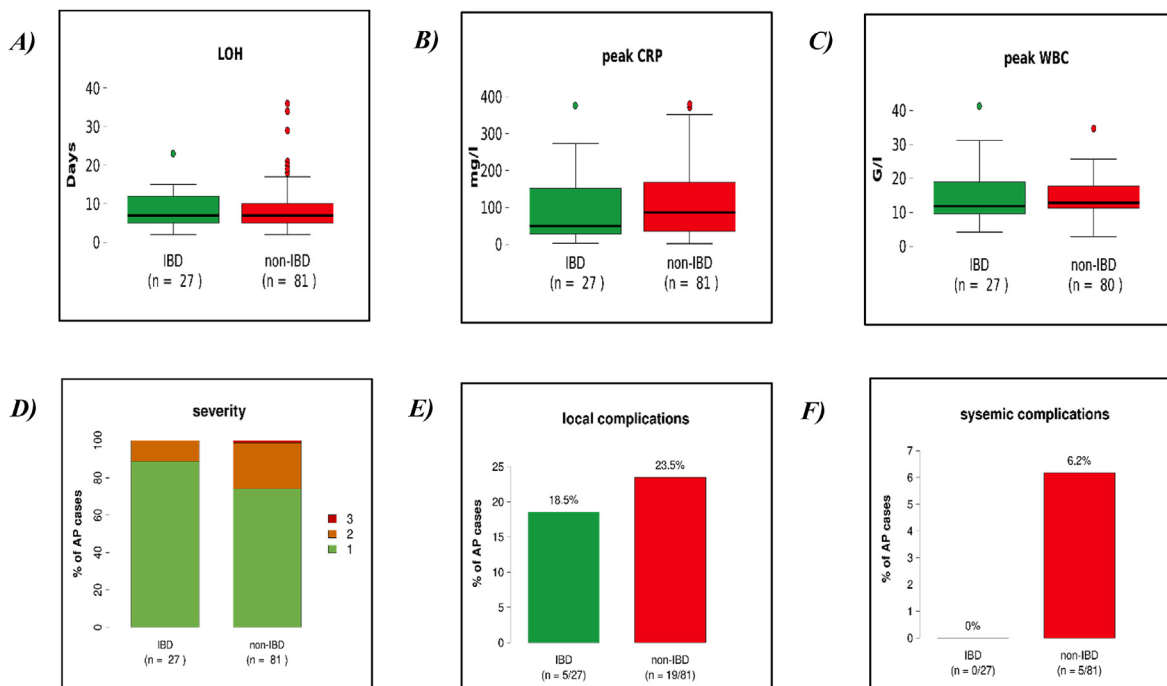 A)
LOH
Days
40
30
20
10
0
IBD
(n = 27 )
non-IBD
(n = 81 )
B)
peak CRP
mg/l
400
300
200
100
0
IBD
(n = 27 )
non-IBD
(n = 81 )
C)
peak WBC
G/l
40
30
20
10
0
IBD
(n = 27 )
non-IBD
(n = 80 )
D)
severity
% of AP cases
100
80
60
40
20
0
3
2
1
IBD
(n = 27 )
non-IBD
(n = 81 )
E)
local complications
% of AP cases
25
20
15
10
5
0
18.5%
23.5%
IBD
(n = 5/27)
non-IBD
(n = 19/81)
F)
sysemic complications
% of AP cases
7
6
5
4
3
2
1
0
0%
6.2%
IBD
(n = 0/27)
non-IBD
(n = 5/81)